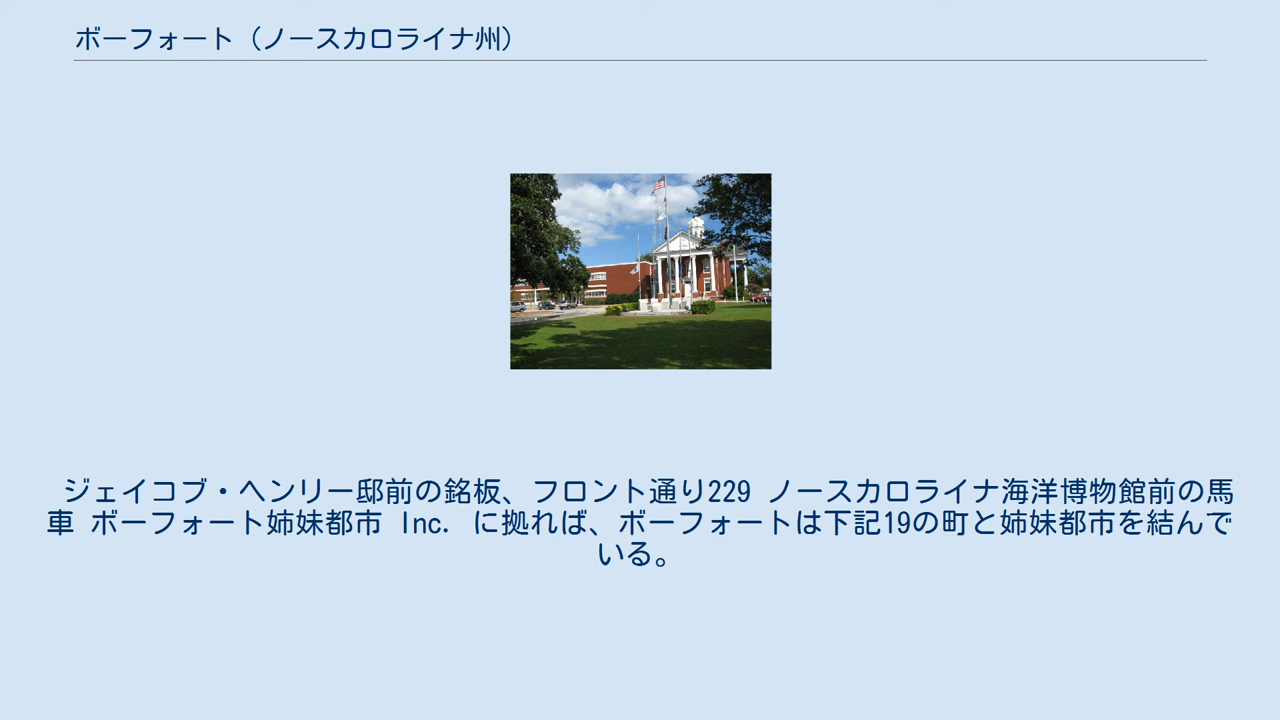 ボーフォート（ノースカロライナ州）
ジェイコブ・ヘンリー邸前の銘板、フロント通り229 ノースカロライナ海洋博物館前の馬
車 ボーフォート姉妹都市 Inc. に拠れば、ボーフォートは下記19の町と姉妹都市を結んで
いる。